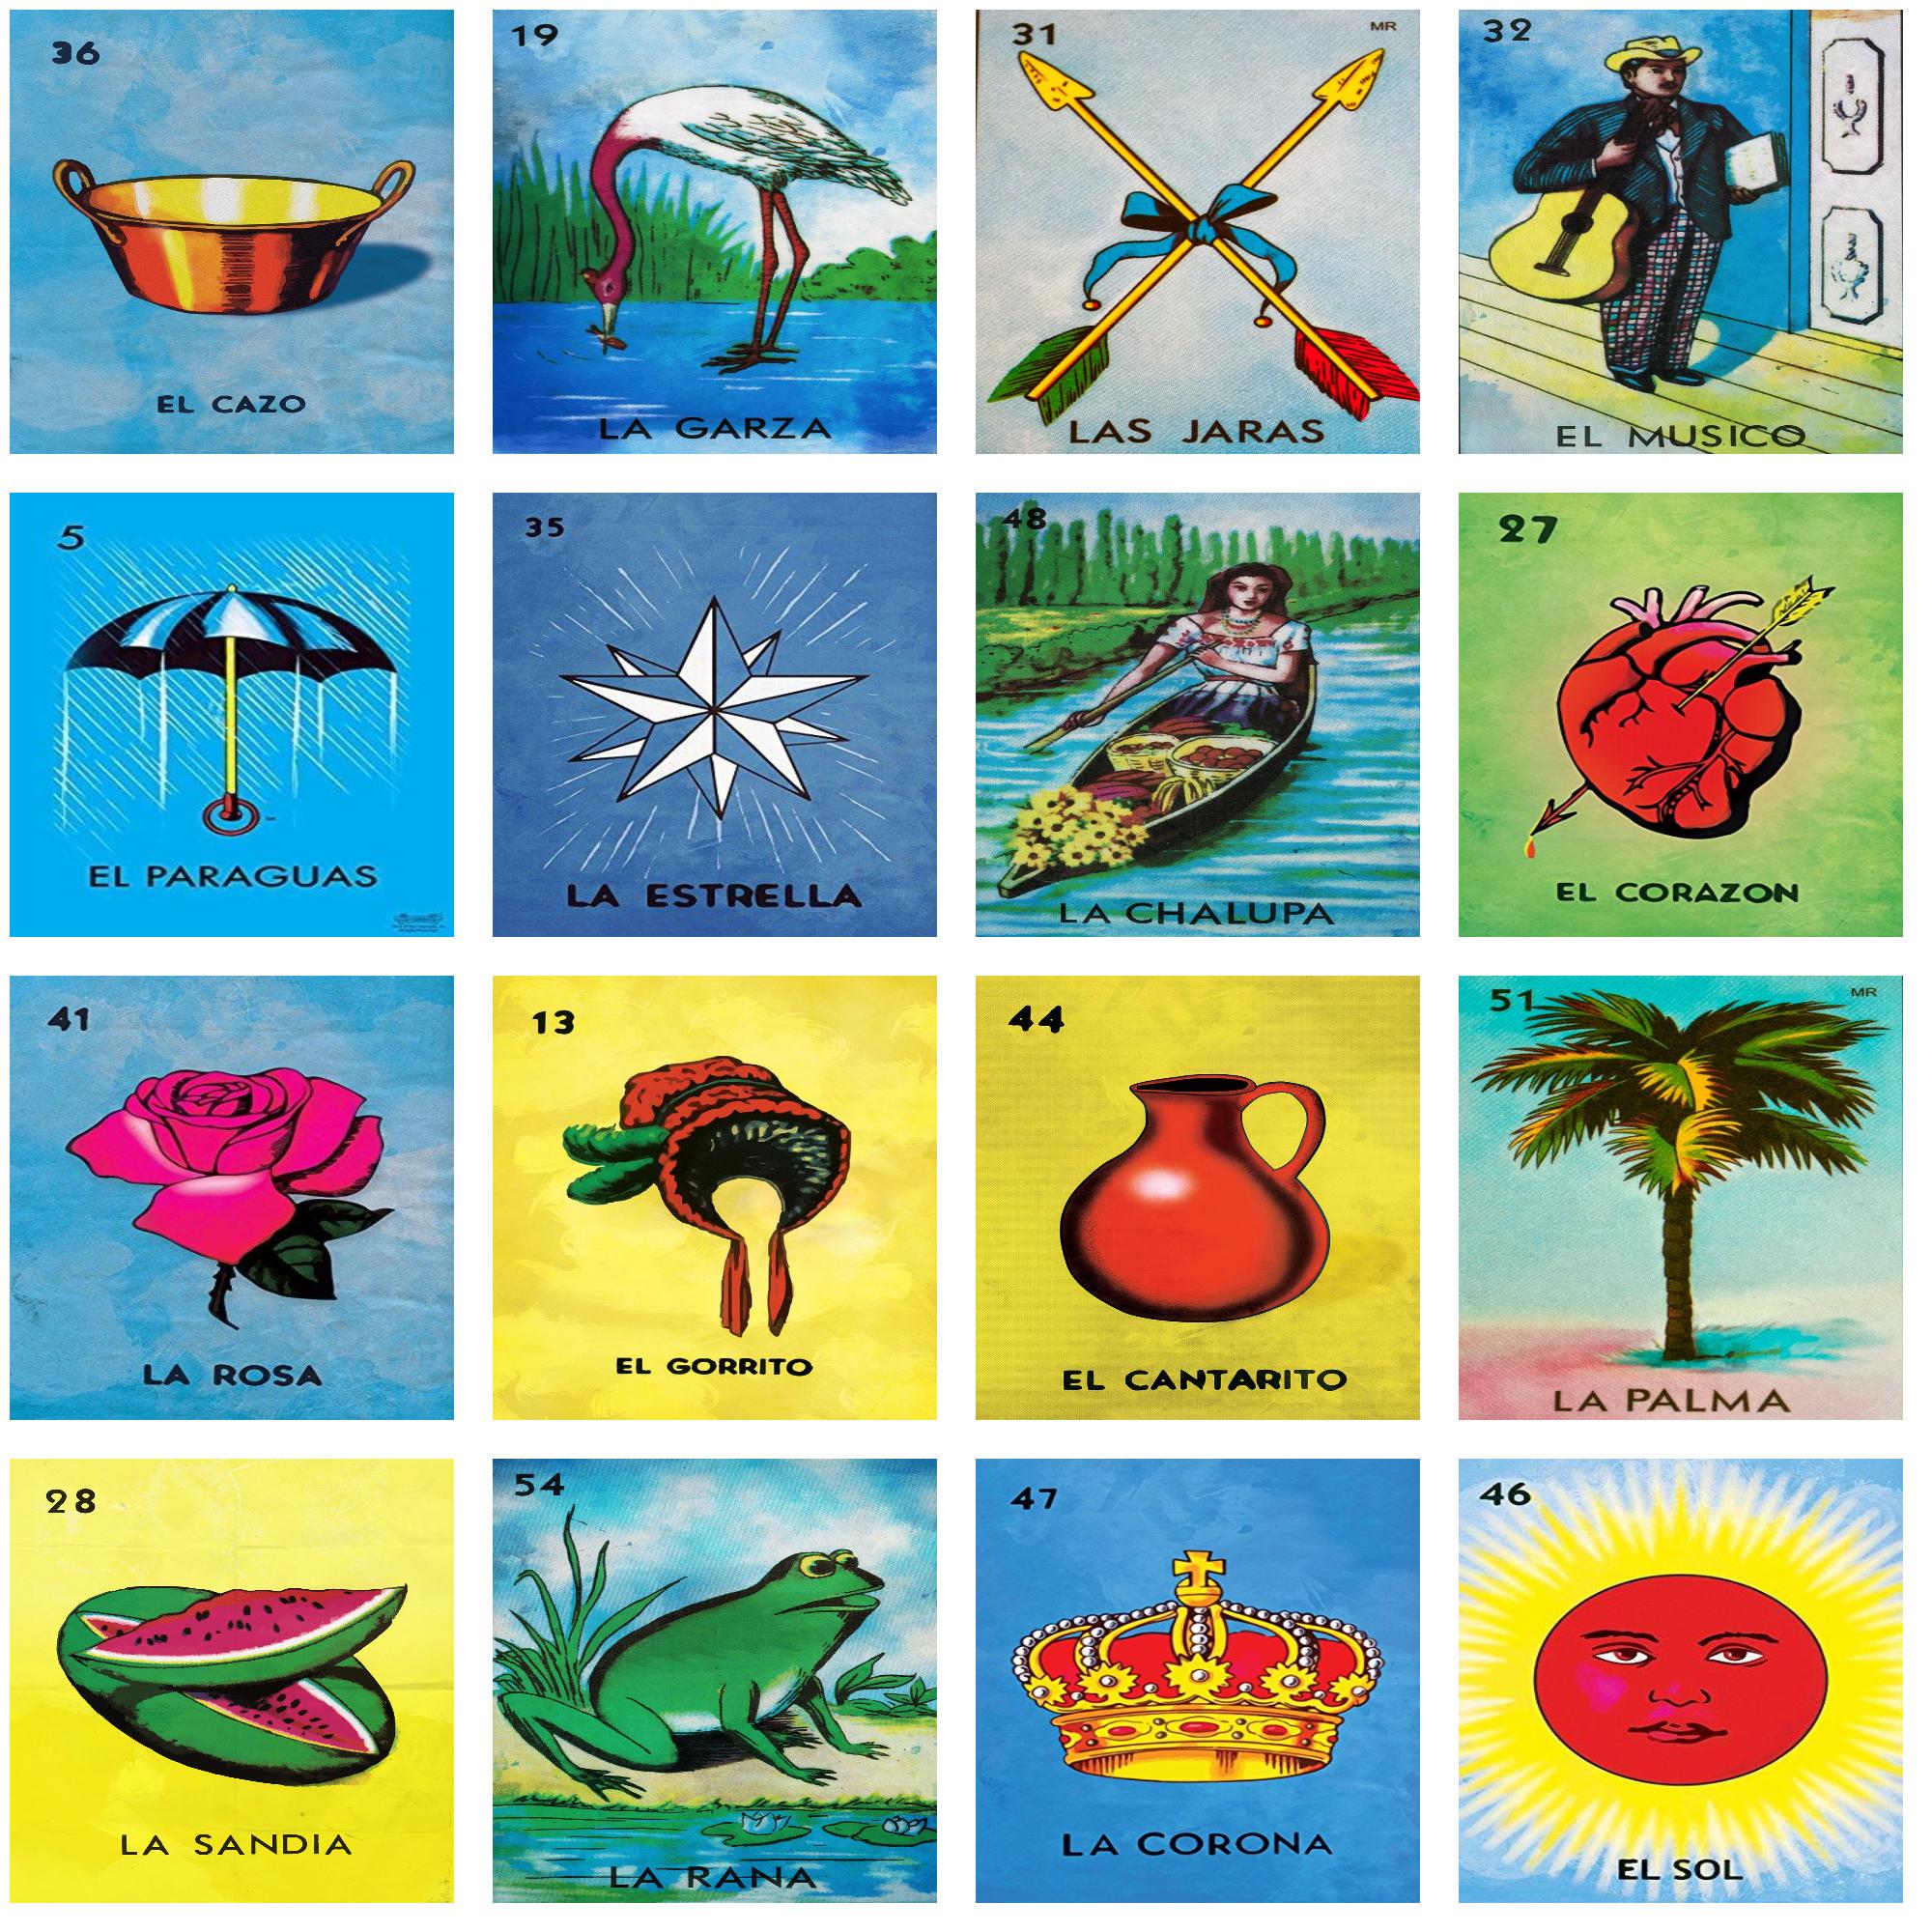 36
EL CAZO
19
LA GARZA
31
MR
LAS JARAS
32
EL MUSICO
5
EL PARAGUAS
35
LA ESTRELLA
48
LA CHALUPA
27
EL CORAZON
41
LA ROSA
13
EL GORRITO
44
EL CANTARITO
51
MR
LA PALMA
28
LA SANDIA
54
LA RANA
47
LA CORONA
46
EL SOL